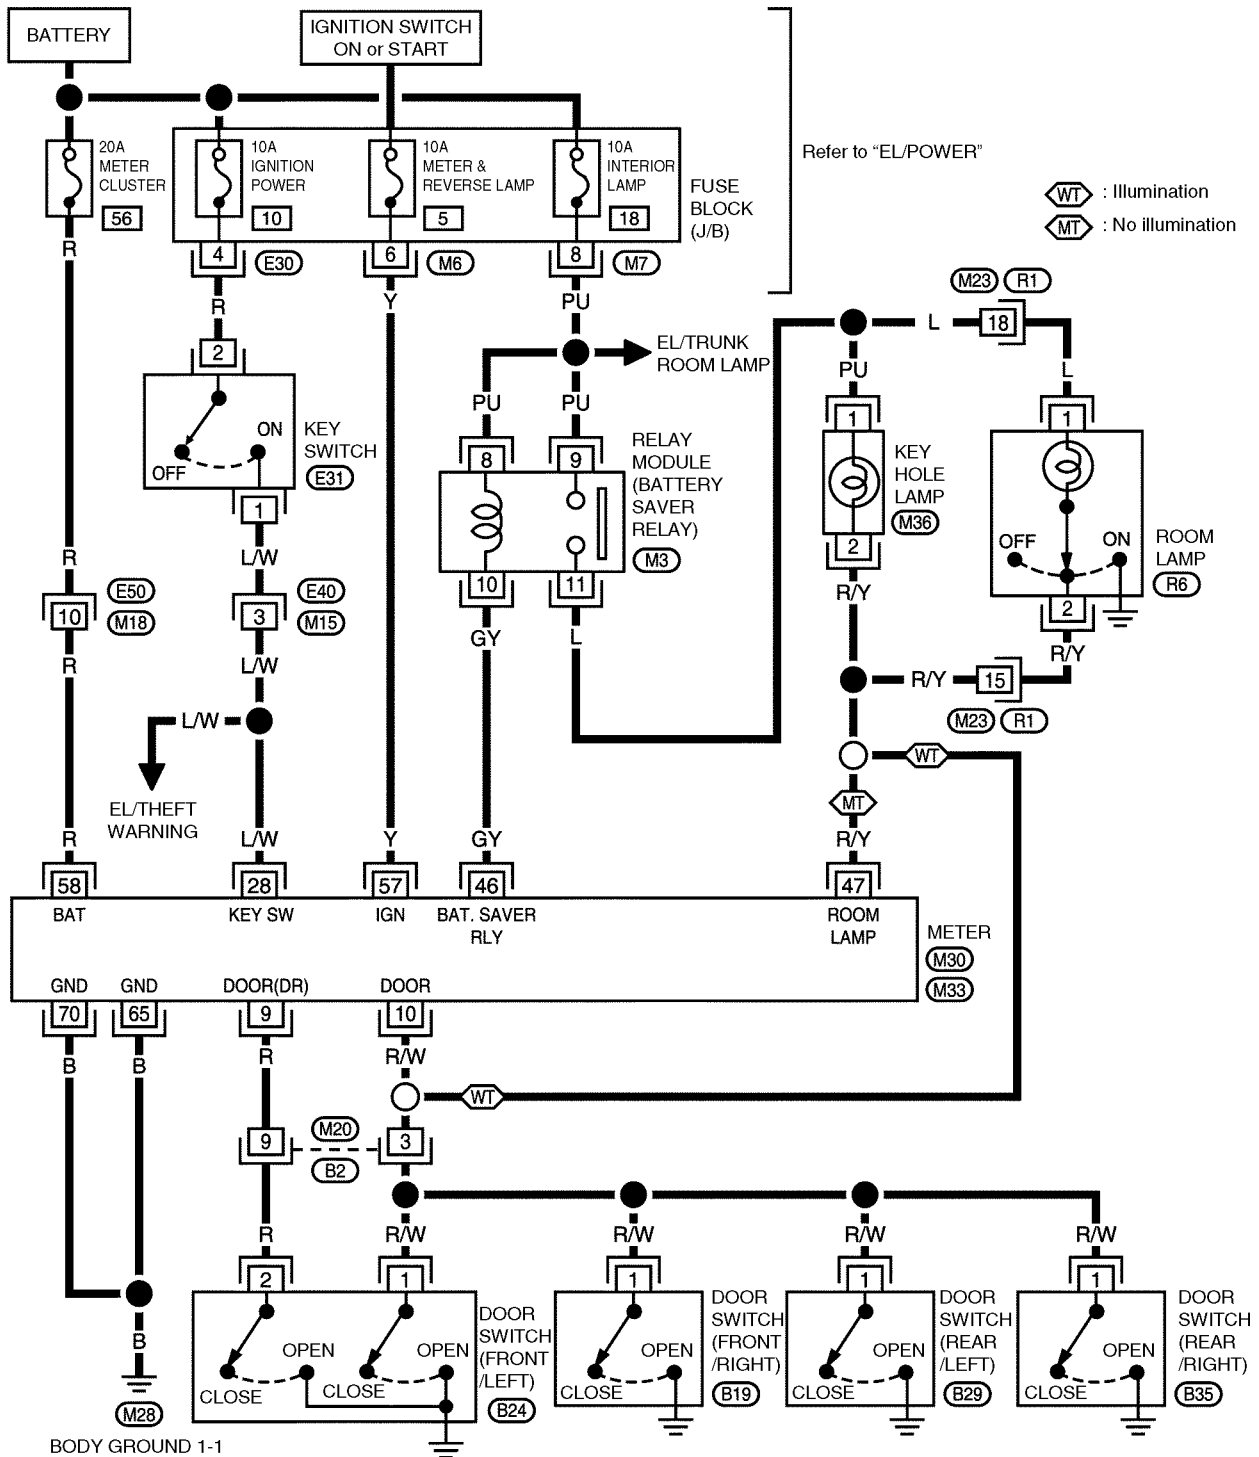 BATTERY
IGNITION SWITCH
ON or START
20A
METER
CLUSTER
56
10A
IGNITION
POWER
10
10A
METER &
REVERSE LAMP
5
10A
INTERIOR
LAMP
18
FUSE
BLOCK
(J/B)
Refer to “EL/POWER”
WT : Illumination
MT : No illumination
R
4 E30
6 M6
8 M7
R
Y
PU
M23 R1
L
18
EL/TRUNK
ROOM LAMP
2
PU
L
PU
PU
1
1
OFF
ON
KEY
SWITCH
E31
8
9
RELAY
MODULE
(BATTERY
SAVER
RELAY)
M3
KEY
HOLE
LAMP
M36
1
2
OFF
ON
ROOM
LAMP
R6
R
L/W
10
11
R/Y
2
10
E50
M18
3
E40
M15
GY
L
R
L/W
R/Y
R/Y
15
M23 R1
L/W
WT
EL/THEFT
WARNING
MT
R
L/W
Y
GY
R/Y
58
28
57
46
47
BAT
KEY SW
IGN
BAT. SAVER
RLY
ROOM
LAMP
METER
M30
M33
GND
GND
DOOR(DR)
DOOR
70
65
9
10
B
B
R
R/W
WT
9
M20
B2
3
R
R/W
R/W
R/W
R/W
2
1
1
1
1
B
OPEN
CLOSE
OPEN
CLOSE
DOOR
SWITCH
(FRONT
/LEFT)
B24
OPEN
CLOSE
DOOR
SWITCH
(FRONT
/RIGHT)
B19
OPEN
CLOSE
DOOR
SWITCH
(REAR
/LEFT)
B29
OPEN
CLOSE
DOOR
SWITCH
(REAR
/RIGHT)
B35
M28
BODY GROUND 1-1